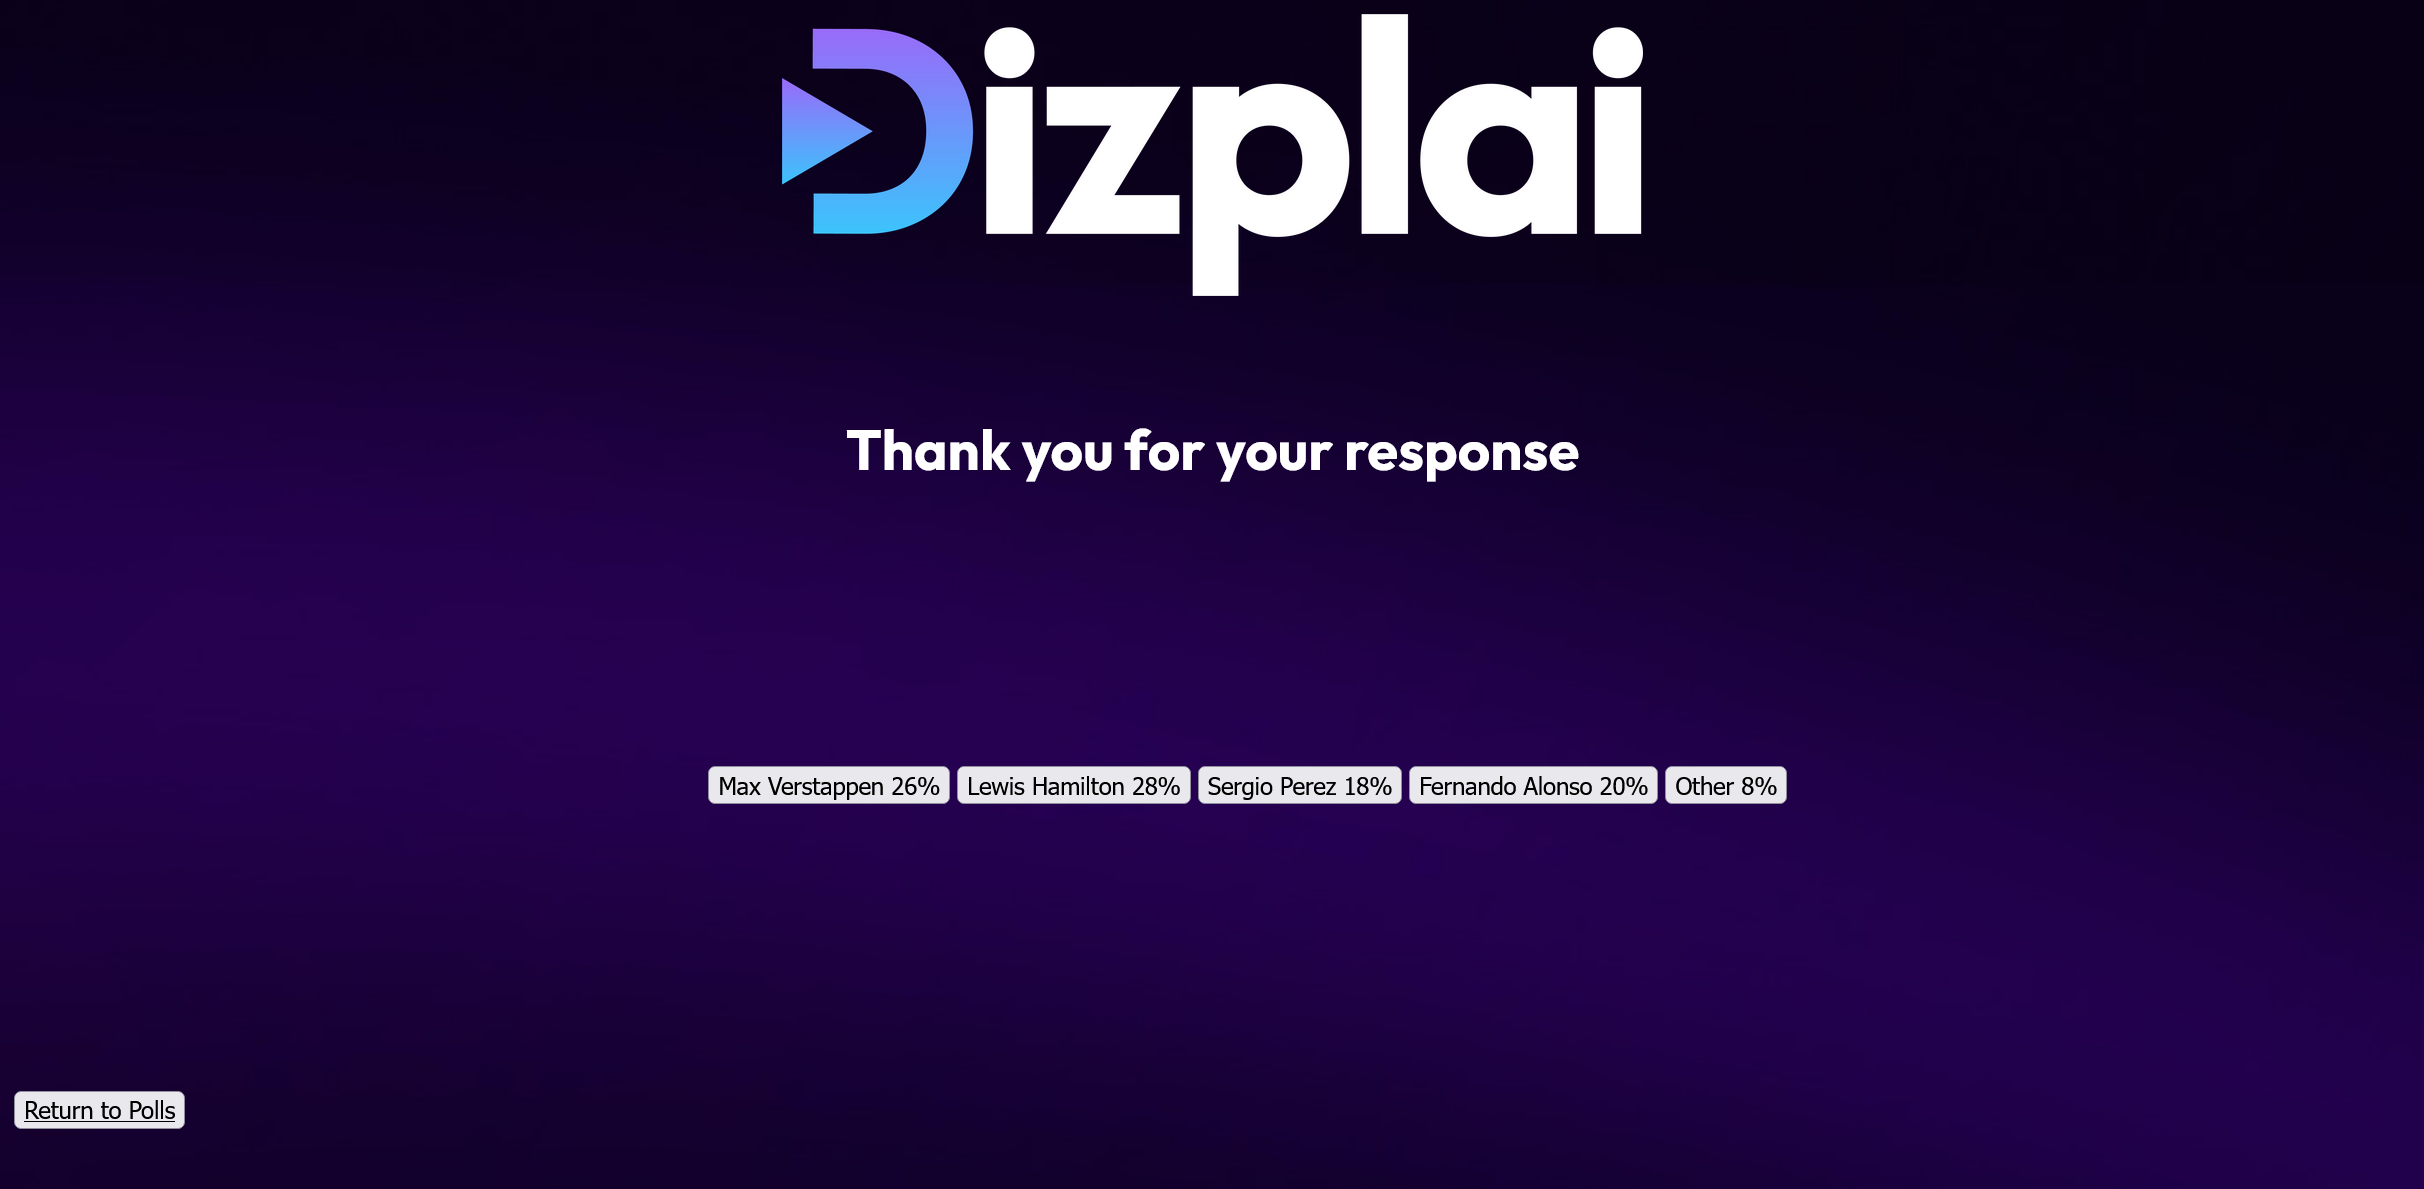 Dizplai
Thank you for your response
Max Verstappen 26% Lewis Hamilton 28% Sergio Perez 18% Fernando Alonso 20% Other 8%
Return to Polls